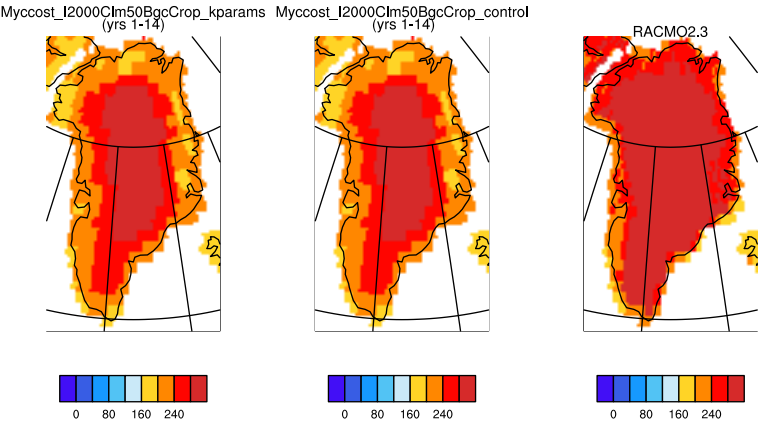 Myccost_I2000Clm50BgcCrop_kparams
(yrs 1-14)
Myccost_I2000Clm50BgcCrop_control
(yrs 1-14)
RACMO2.3
0 80 160 240
0 80 160 240
0 80 160 240